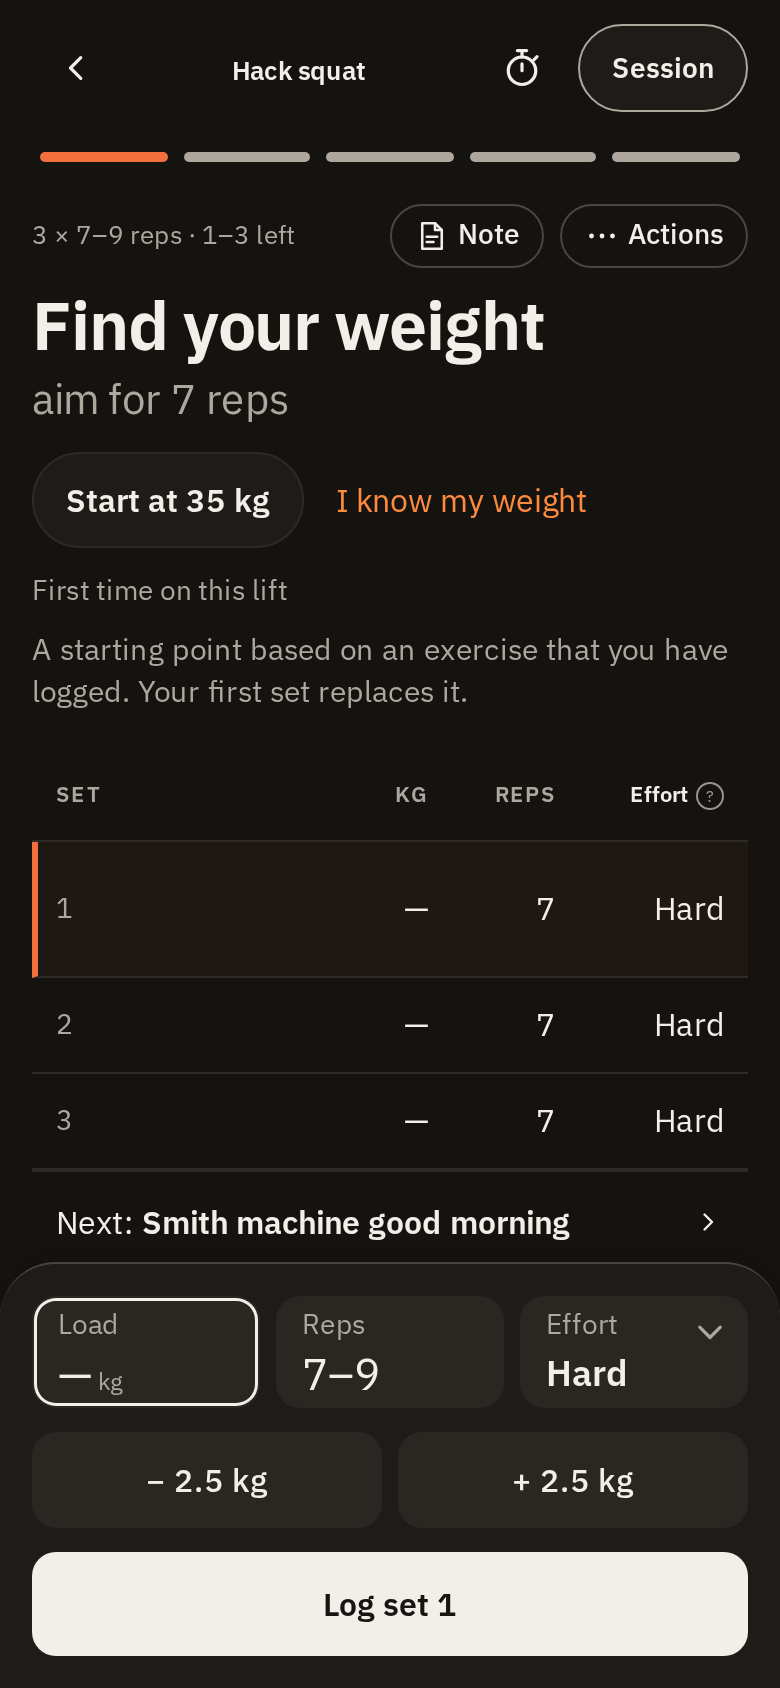 Hack squat
Session
3 × 7–9 reps · 1–3 left
Note
Actions
Find your weight
aim for 7 reps
Start at 35 kg
I know my weight
First time on this lift
A starting point based on an exercise that you have
logged. Your first set replaces it.
SET KG REPS Effort ?
1 — 7 Hard
2 — 7 Hard
3 — 7 Hard
Next: Smith machine good morning
Load
— kg
Reps
7–9
Effort
Hard
− 2.5 kg
+ 2.5 kg
Log set 1